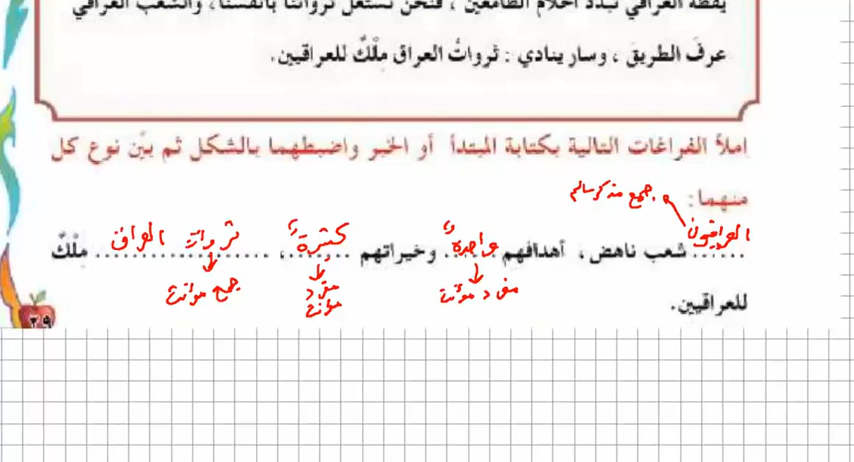 يقظة العراقي تبدد أحلام الطامعين ، فنحن نستغل ثرواتنا بأنفسنا، والشعب العراقي
عرفَ الطريقَ ، وسار ينادي : ثرواتُ العراق مِلْكٌ للعراقيين.
املأ الفراغات التالية بكتابة المبتدأ أو الخبر واضبطهما بالشكل ثم بيّن نوع كل
منهما: جمع مذكر سالم
العراقيون شعب ناهض، أهدافهم واحدةٌ وخيراتهم كثيرةٌ، ثروات العراق مِلْكٌ
مفرد مؤنث مفرد مؤنث جمع مؤنث
للعراقيين.
٣٩